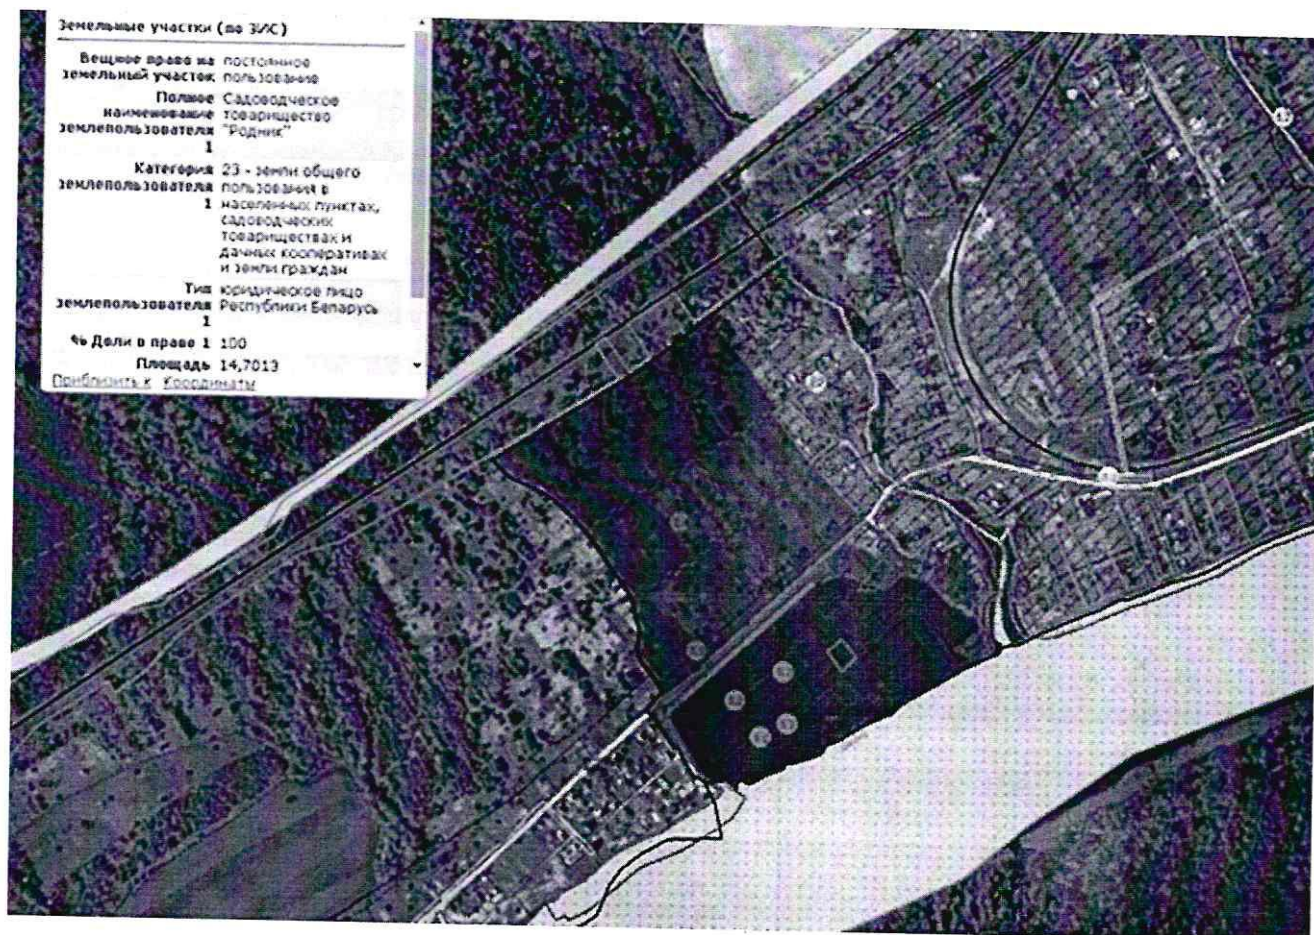 Земельные участки (по ЗИС)
Вещное право на постоянное
земельный участок пользование
Полное Садоводческое
наименование товарищество
землепользователя "Родник"
1
Категория 23 - земли общего
землепользователя пользования в
1 населенных пунктах,
садоводческих
товариществах и
дачных кооперативах
и земли граждан
Тип юридическое лицо
землепользователя Республики Беларусь
1
% Доли в праве 1 100
Площадь 14,7013
Приблизить к Координаты